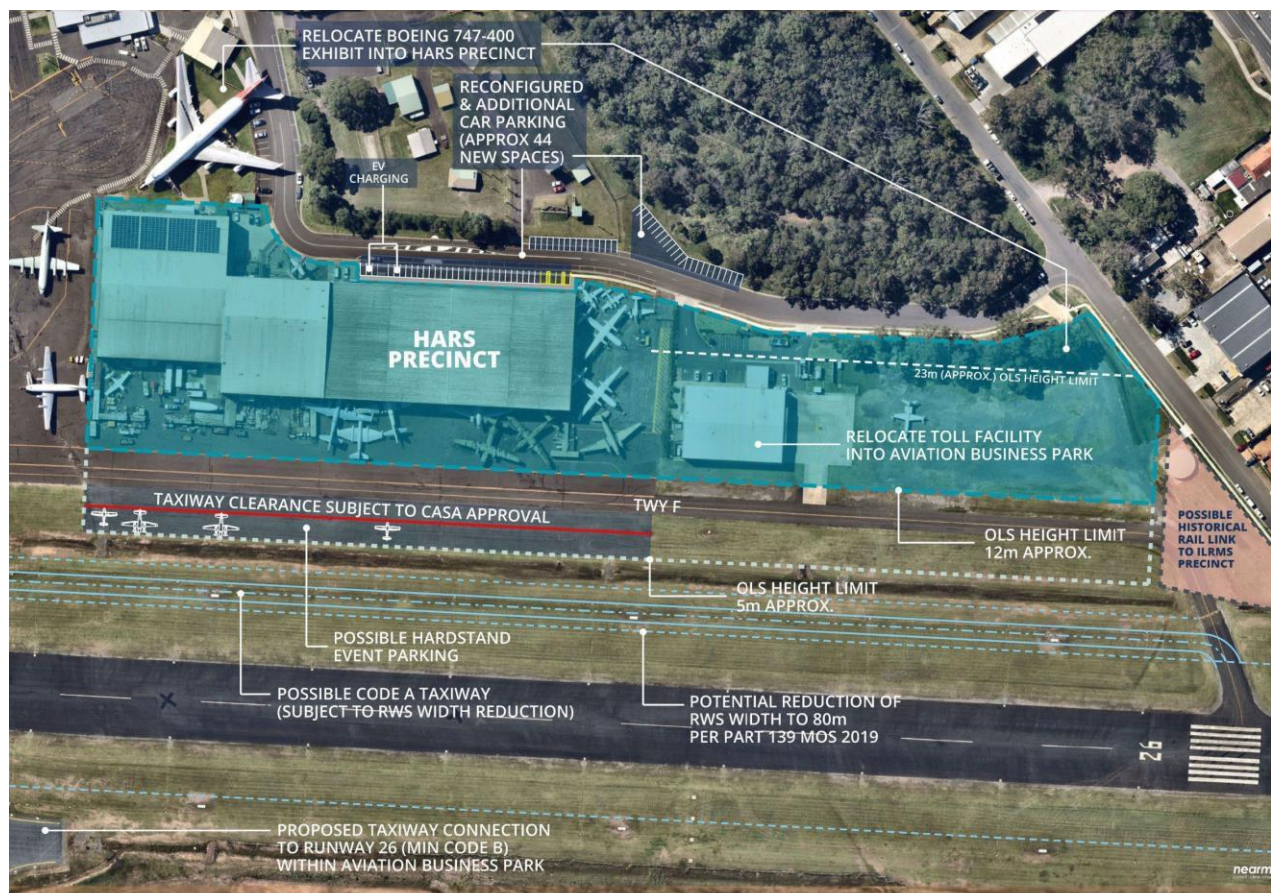 RELOCATE BOEING 747-400
EXHIBIT INTO HARS PRECINCT
RECONFIGURED
& ADDITIONAL
CAR PARKING
(APPROX 44
NEW SPACES)
EV
CHARGING
HARS
PRECINCT
23m (APPROX.) OLS HEIGHT LIMIT
RELOCATE TOLL FACILITY
INTO AVIATION BUSINESS PARK
TAXIWAY CLEARANCE SUBJECT TO CASA APPROVAL
TWY F
OLS HEIGHT LIMIT
12m APPROX.
POSSIBLE
HISTORICAL
RAIL LINK
TO ILRMS
PRECINCT
OLS HEIGHT LIMIT
5m APPROX.
POSSIBLE HARDSTAND
EVENT PARKING
POSSIBLE CODE A TAXIWAY
(SUBJECT TO RWS WIDTH REDUCTION)
POTENTIAL REDUCTION OF
RWS WIDTH TO 80m
PER PART 139 MOS 2019
26
PROPOSED TAXIWAY CONNECTION
TO RUNWAY 26 (MIN CODE B)
WITHIN AVIATION BUSINESS PARK